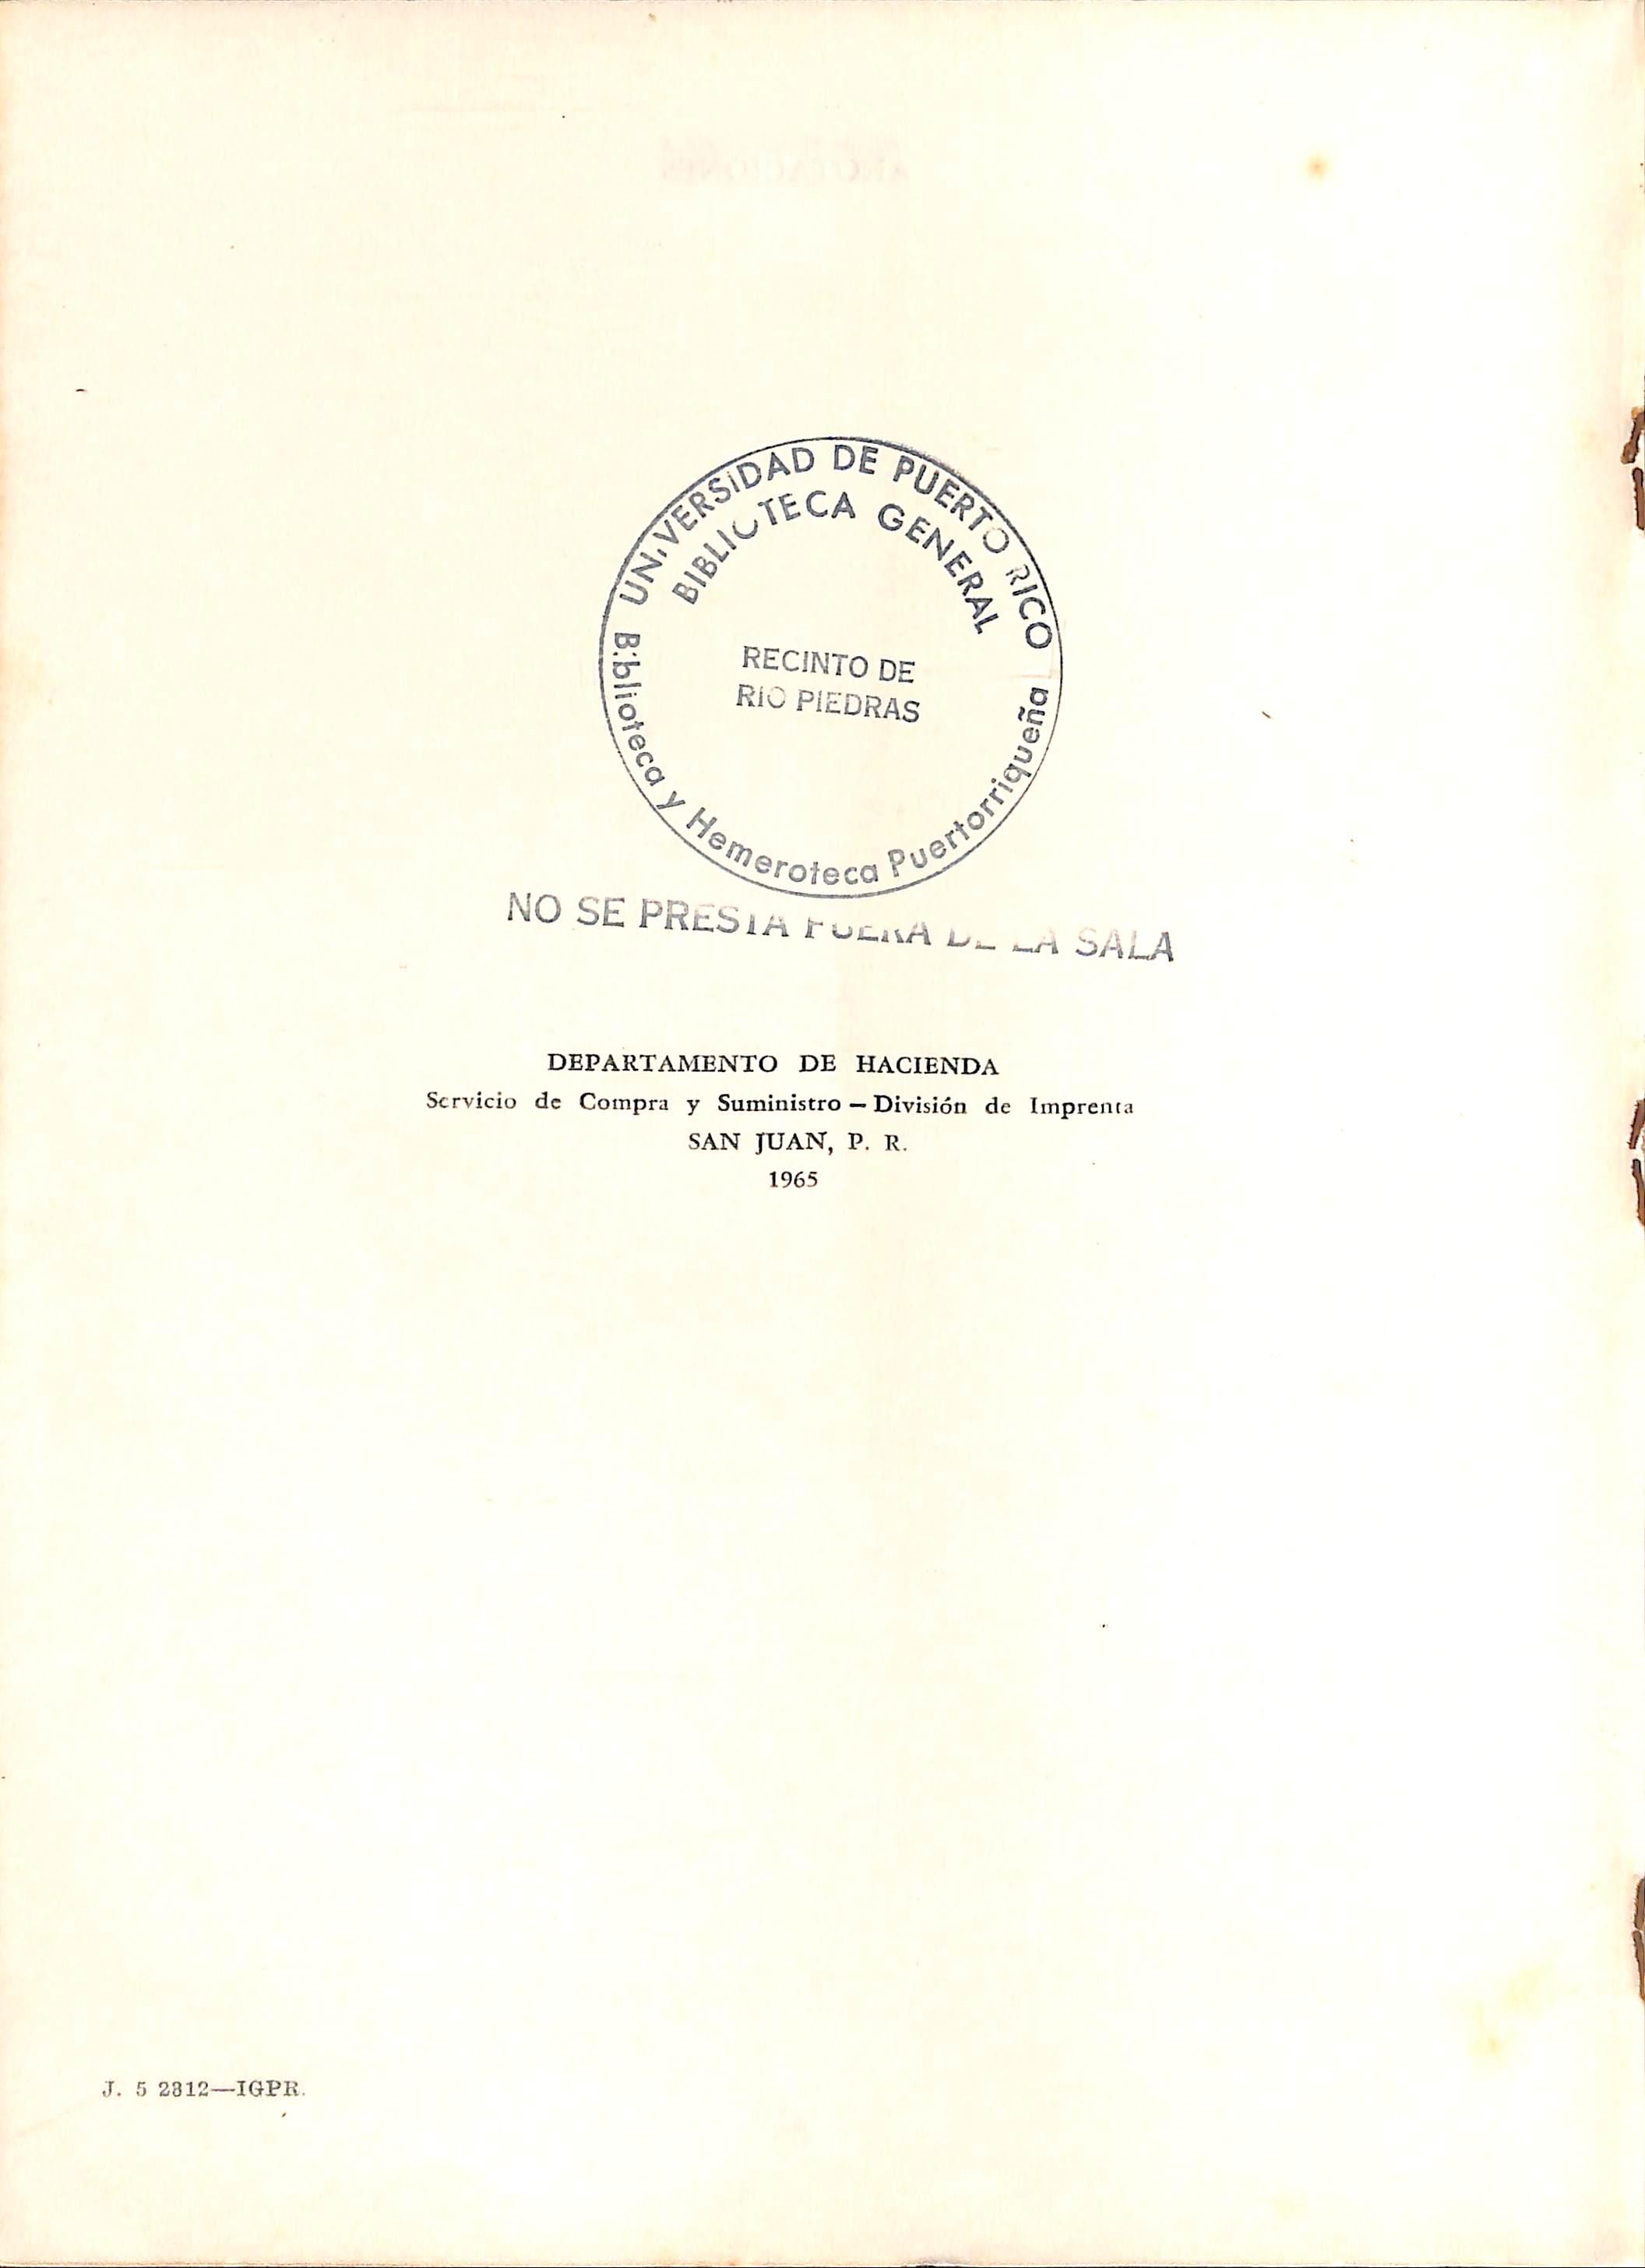 UNIVERSIDAD DE PUERTO RICO
BIBLIOTECA GENERAL
RECINTO DE
RIO PIEDRAS
Biblioteca y Hemeroteca Puertorriqueña
NO SE PRESTA FUERA DE LA SALA
DEPARTAMENTO DE HACIENDA
Servicio de Compra y Suministro — División de Imprenta
SAN JUAN, P. R.
1965
J. 5 2812—IGPR.